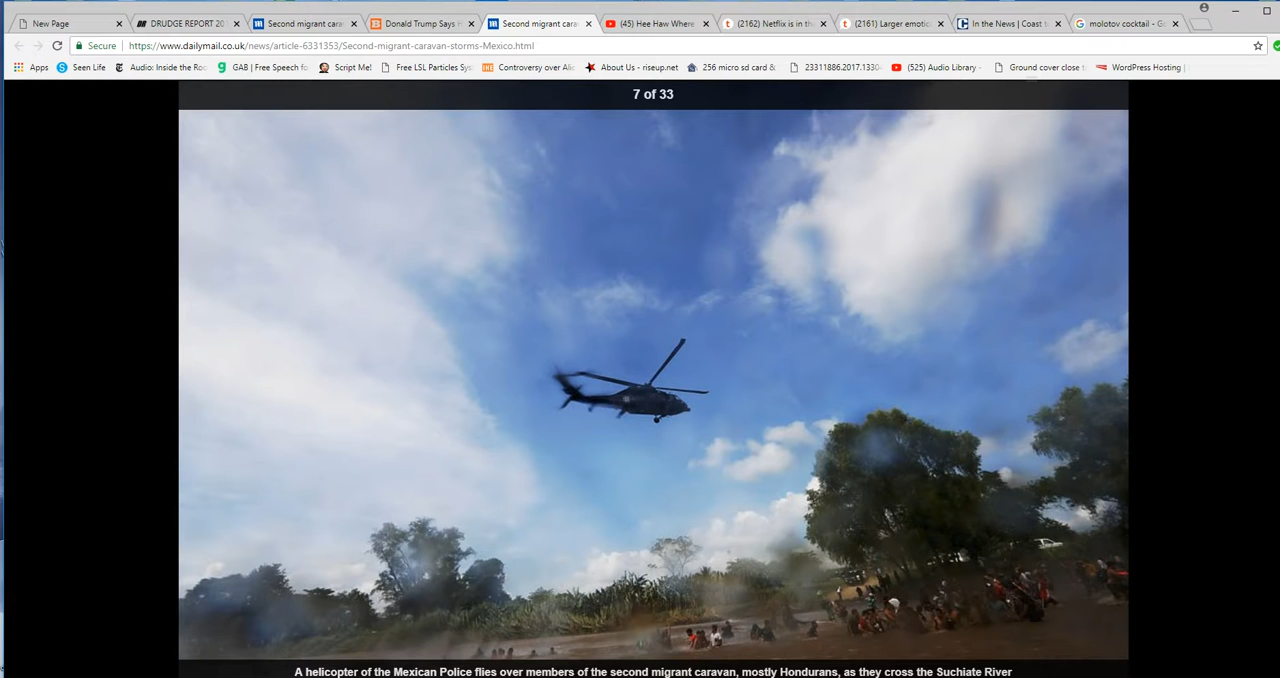 New Page
DRUDGE REPORT 20
Second migrant cara
Donald Trump Says H
Second migrant cara
(45) Hee Haw Where
(2162) Netflix is in th
(2161) Larger emotic
In the News | Coast t
molotov cocktail - Go
Secure
https://www.dailymail.co.uk/news/article-6331353/Second-migrant-caravan-storms-Mexico.html
Apps
Seen Life
Audio: Inside the Roc
GAB | Free Speech fo
Script Me!
Free LSL Particles Sys
Controversy over Alic
About Us - riseup.net
256 micro sd card &
23311886.2017.1330
(525) Audio Library -
Ground cover close t
WordPress Hosting |
7 of 33
A helicopter of the Mexican Police flies over members of the second migrant caravan, mostly Hondurans, as they cross the Suchiate River